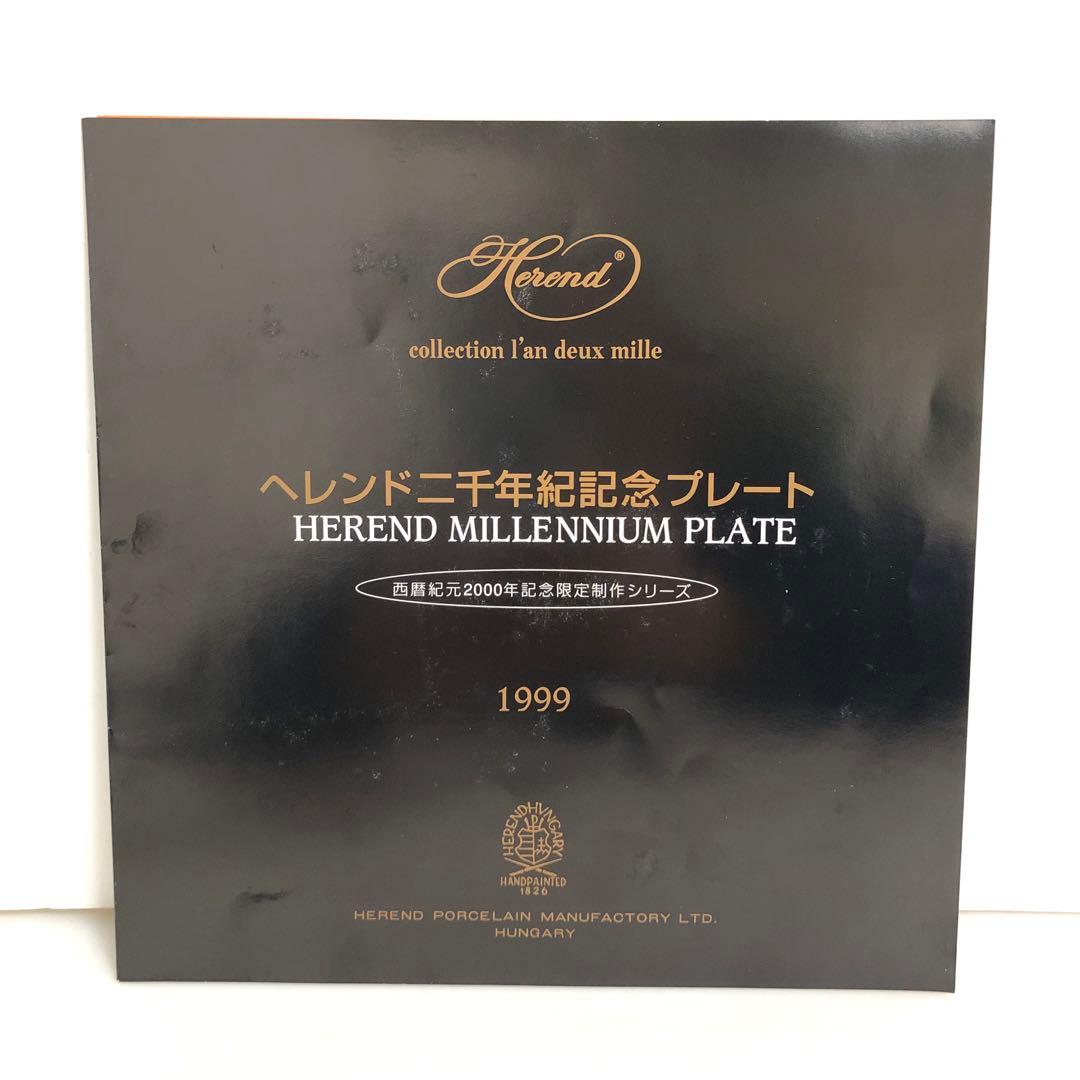 Herend®
collection l'an deux mille
ヘレンド二千年紀記念プレート
HEREND MILLENNIUM PLATE
西暦紀元2000年記念限定制作シリーズ
1999
HEREND HUNGARY
HANDPAINTED
1826
HEREND PORCELAIN MANUFACTORY LTD.
HUNGARY